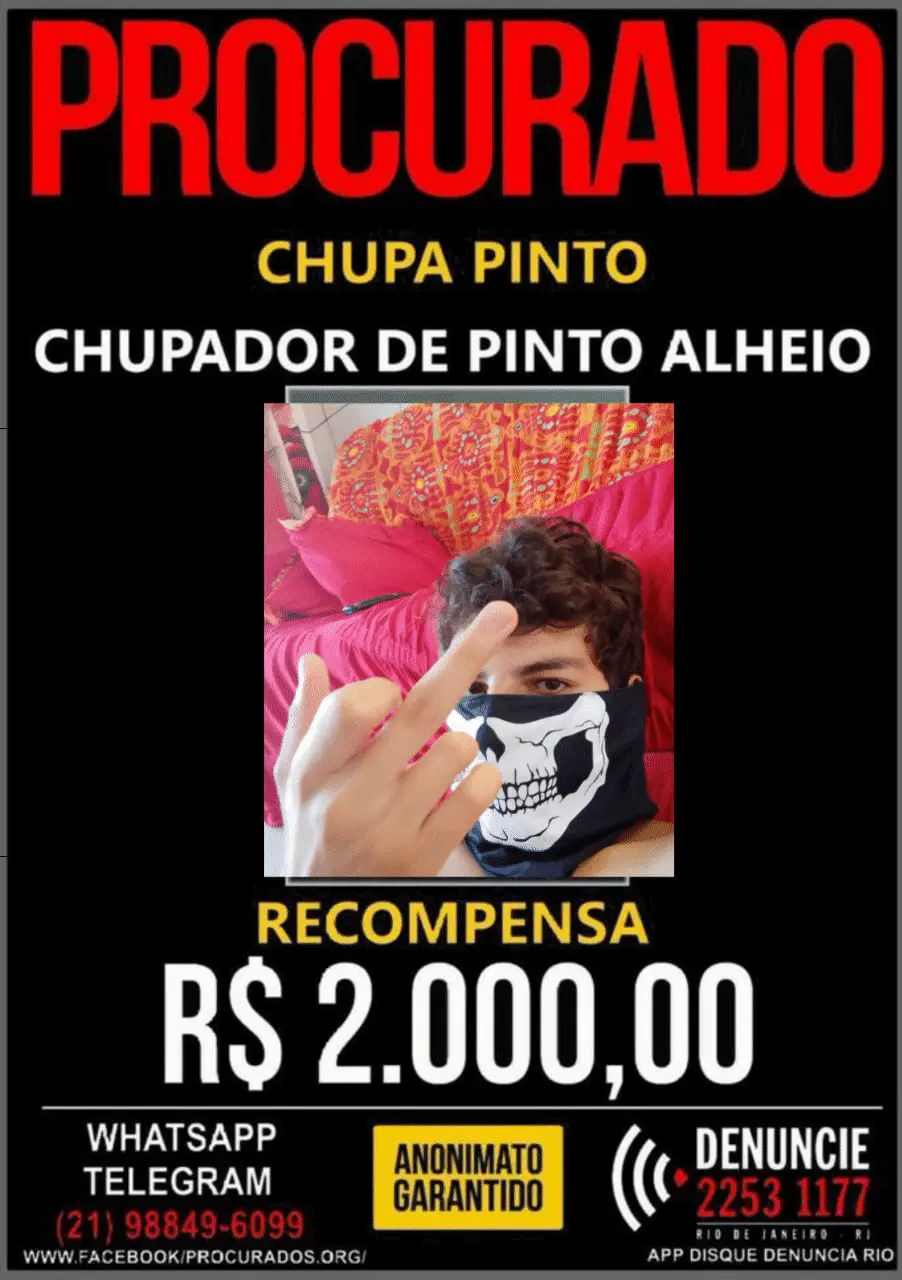 PROCURADO
CHUPA PINTO
CHUPADOR DE PINTO ALHEIO
RECOMPENSA
R$ 2.000,00
WHATSAPP
TELEGRAM
(21) 98849-6099
WWW.FACEBOOK/PROCURADOS.ORG/
ANONIMATO
GARANTIDO
DENUNCIE
2253 1177
RIO DE JANEIRO - RJ
APP DISQUE DENUNCIA RIO